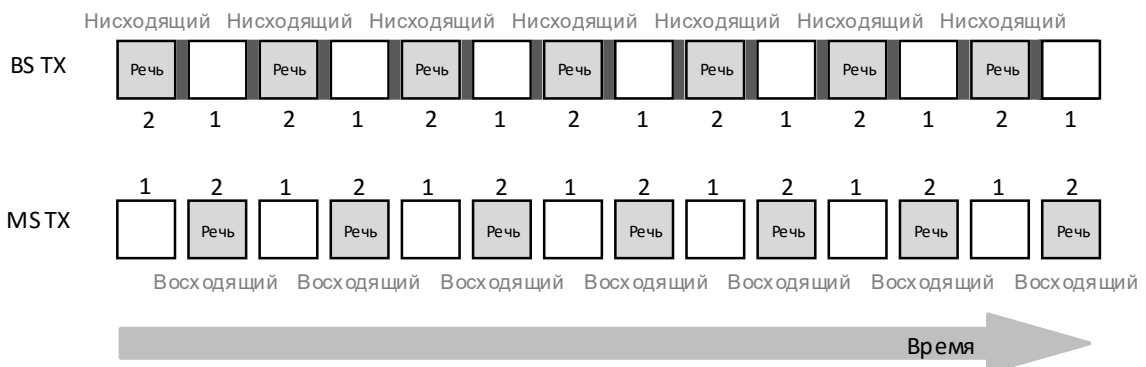 Нисходящий Нисходящий Нисходящий Нисходящий Нисходящий Нисходящий Нисходящий
BS TX Речь Речь Речь Речь Речь Речь Речь
2 1 2 1 2 1 2 1 2 1 2 1 2 1
1 2 1 2 1 2 1 2 1 2 1 2 1 2
MS TX Речь Речь Речь Речь Речь Речь Речь
Восходящий Восходящий Восходящий Восходящий Восходящий Восходящий Восходящий
Время